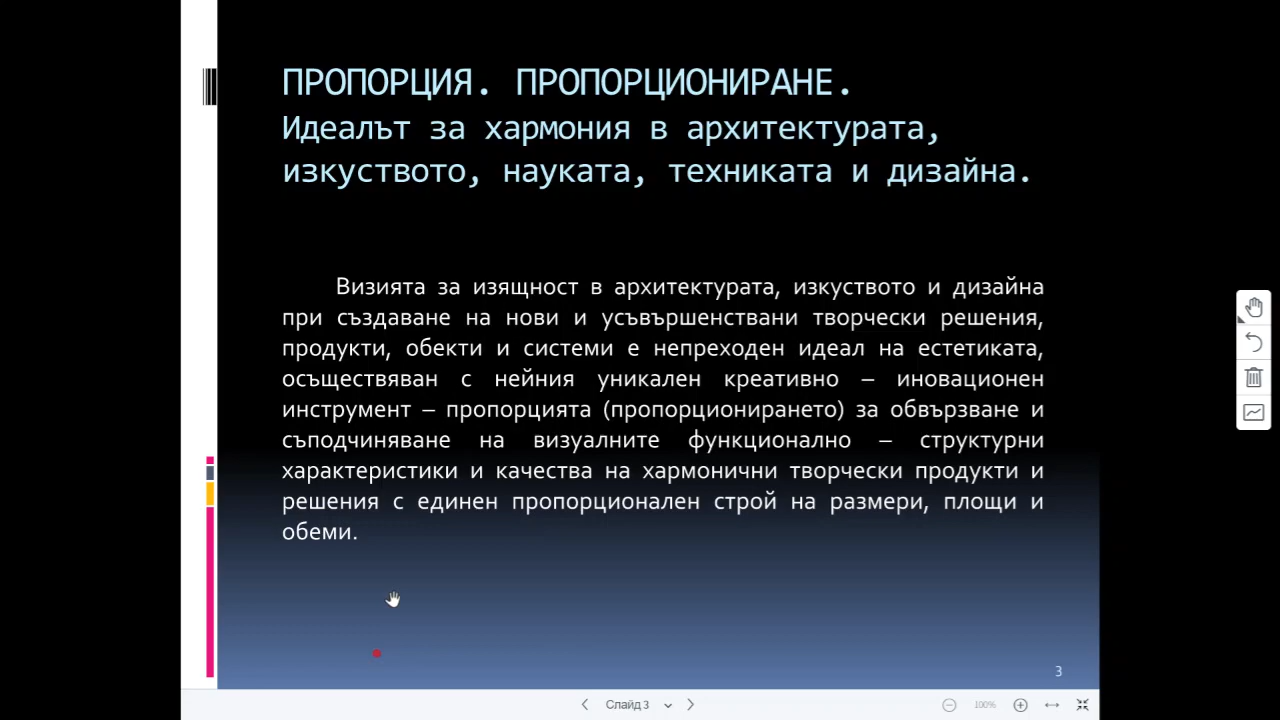 ПРОПОРЦИЯ. ПРОПОРЦИОНИРАНЕ.
Идеалът за хармония в архитектурата,
изкуството, науката, техниката и дизайна.
Визията за изящност в архитектурата, изкуството и дизайна
при създаване на нови и усъвършенствани творчески решения,
продукти, обекти и системи е непреходен идеал на естетиката,
осъществяван с нейния уникален креативно – иновационен
инструмент – пропорцията (пропорционирането) за обвързване и
съподчиняване на визуалните функционално – структурни
характеристики и качества на хармонични творчески продукти и
решения с единен пропорционален строй на размери, площи и
обеми.
3
Слайд 3
100%